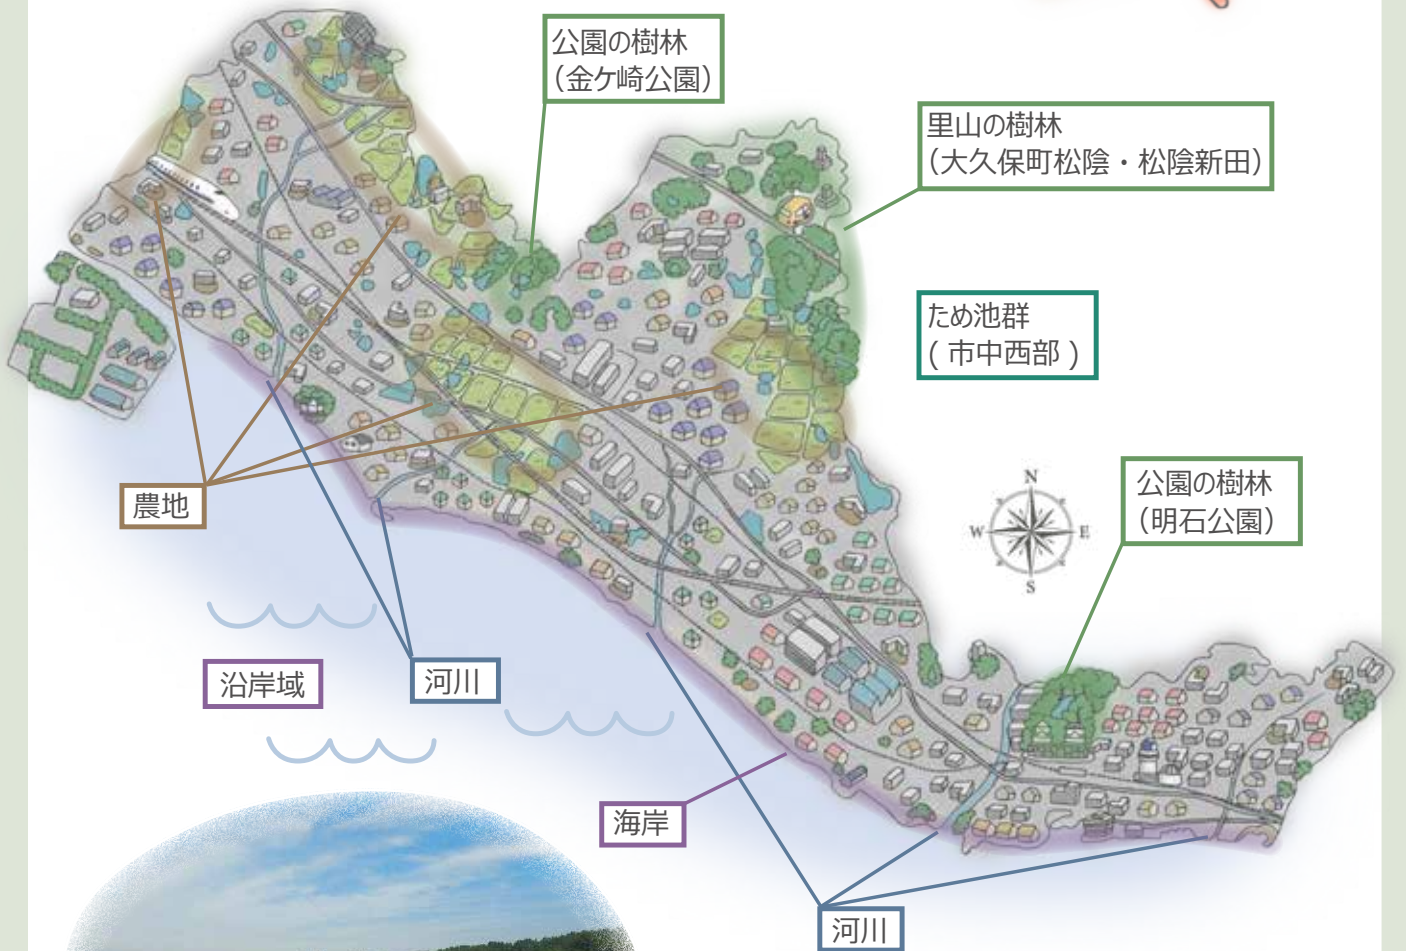 公園の樹林
（金ケ崎公園）
里山の樹林
（大久保町松陰・松陰新田）
ため池群
( 市中西部 )
農地
公園の樹林
（明石公園）
N
W
E
S
沿岸域
河川
海岸
河川